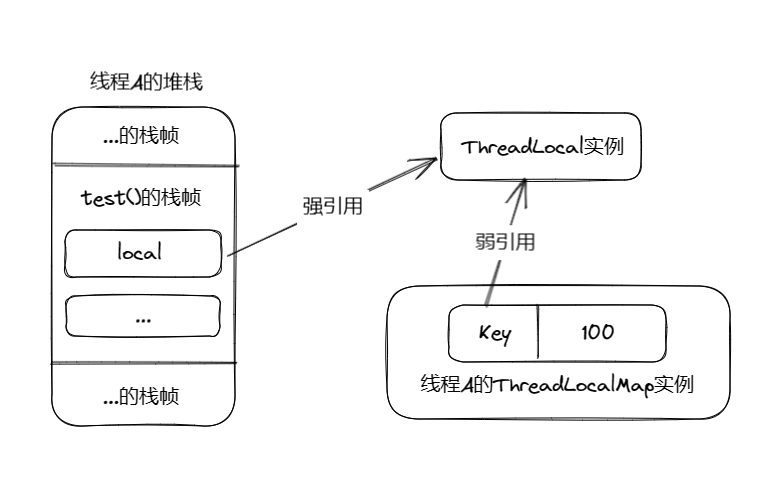 线程A的堆栈
...的栈帧
test()的栈帧
local
...
...的栈帧
强引用
ThreadLocal实例
弱引用
Key
100
线程A的ThreadLocalMap实例